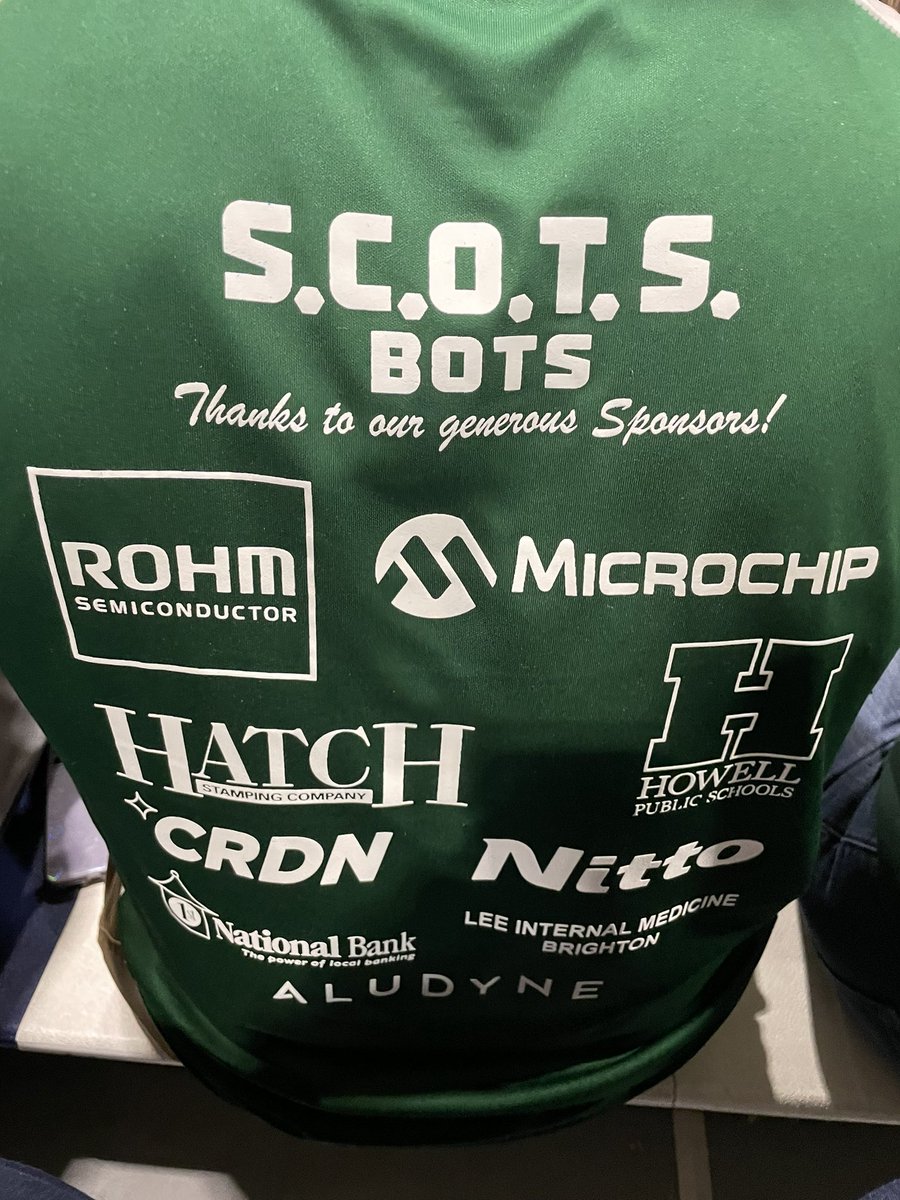 S.C.O.T.S.
BOTS
Thanks to our generous Sponsors!
ROHM
SEMICONDUCTOR
MICROCHIP
H
HOWELL
PUBLIC SCHOOLS
HATCH
STAMPING COMPANY
CRDN
Nitto
1st
National Bank
The power of local banking
LEE INTERNAL MEDICINE
BRIGHTON
ALUDYNE